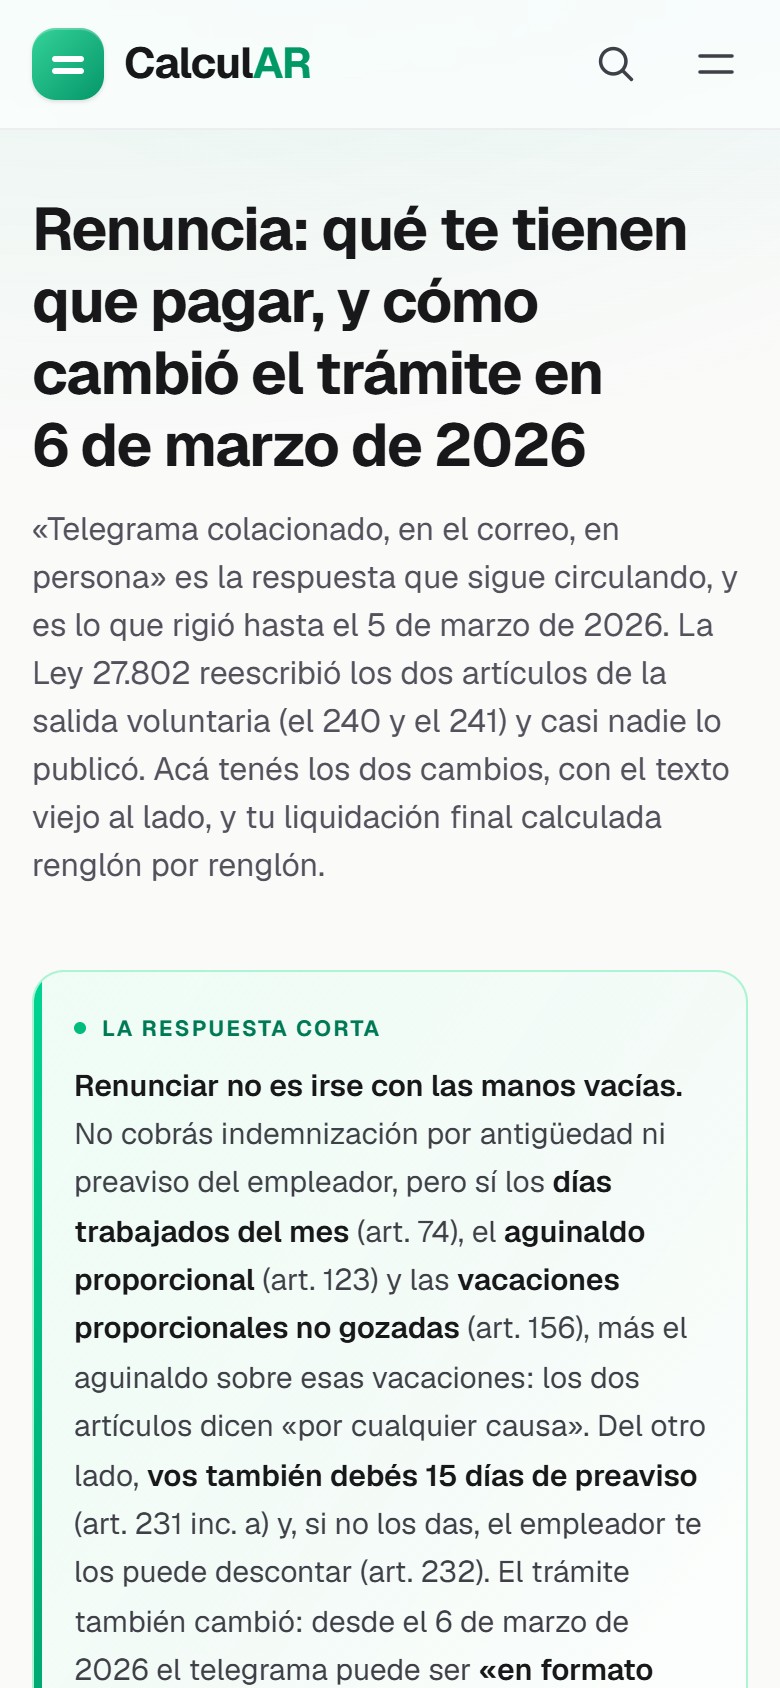 CalculAR
Renuncia: qué te tienen
que pagar, y cómo
cambió el trámite en
6 de marzo de 2026
«Telegrama colacionado, en el correo, en
persona» es la respuesta que sigue circulando, y
es lo que rigió hasta el 5 de marzo de 2026. La
Ley 27.802 reescribió los dos artículos de la
salida voluntaria (el 240 y el 241) y casi nadie lo
publicó. Acá tenés los dos cambios, con el texto
viejo al lado, y tu liquidación final calculada
renglón por renglón.
LA RESPUESTA CORTA
Renunciar no es irse con las manos vacías.
No cobrás indemnización por antigüedad ni
preaviso del empleador, pero sí los días
trabajados del mes (art. 74), el aguinaldo
proporcional (art. 123) y las vacaciones
proporcionales no gozadas (art. 156), más el
aguinaldo sobre esas vacaciones: los dos
artículos dicen «por cualquier causa». Del otro
lado, vos también debés 15 días de preaviso
(art. 231 inc. a) y, si no los das, el empleador te
los puede descontar (art. 232). El trámite
también cambió: desde el 6 de marzo de
2026 el telegrama puede ser «en formato